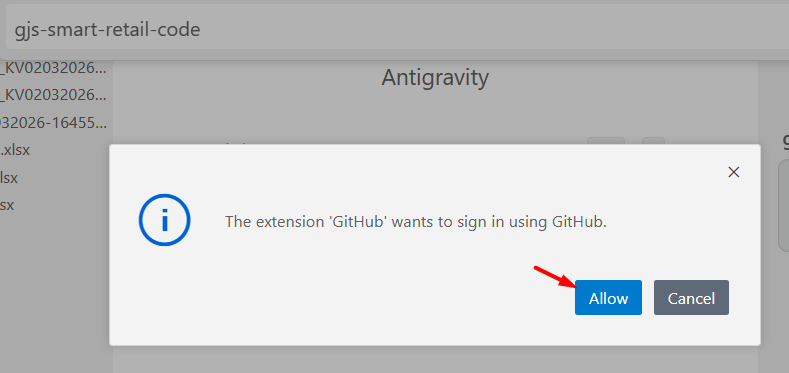 gjs-smart-retail-code
_KV02032026...
Antigravity
_KV02032026...
032026-16455...
.xlsx
lsx
sx
The extension 'GitHub' wants to sign in using GitHub.
Allow
Cancel